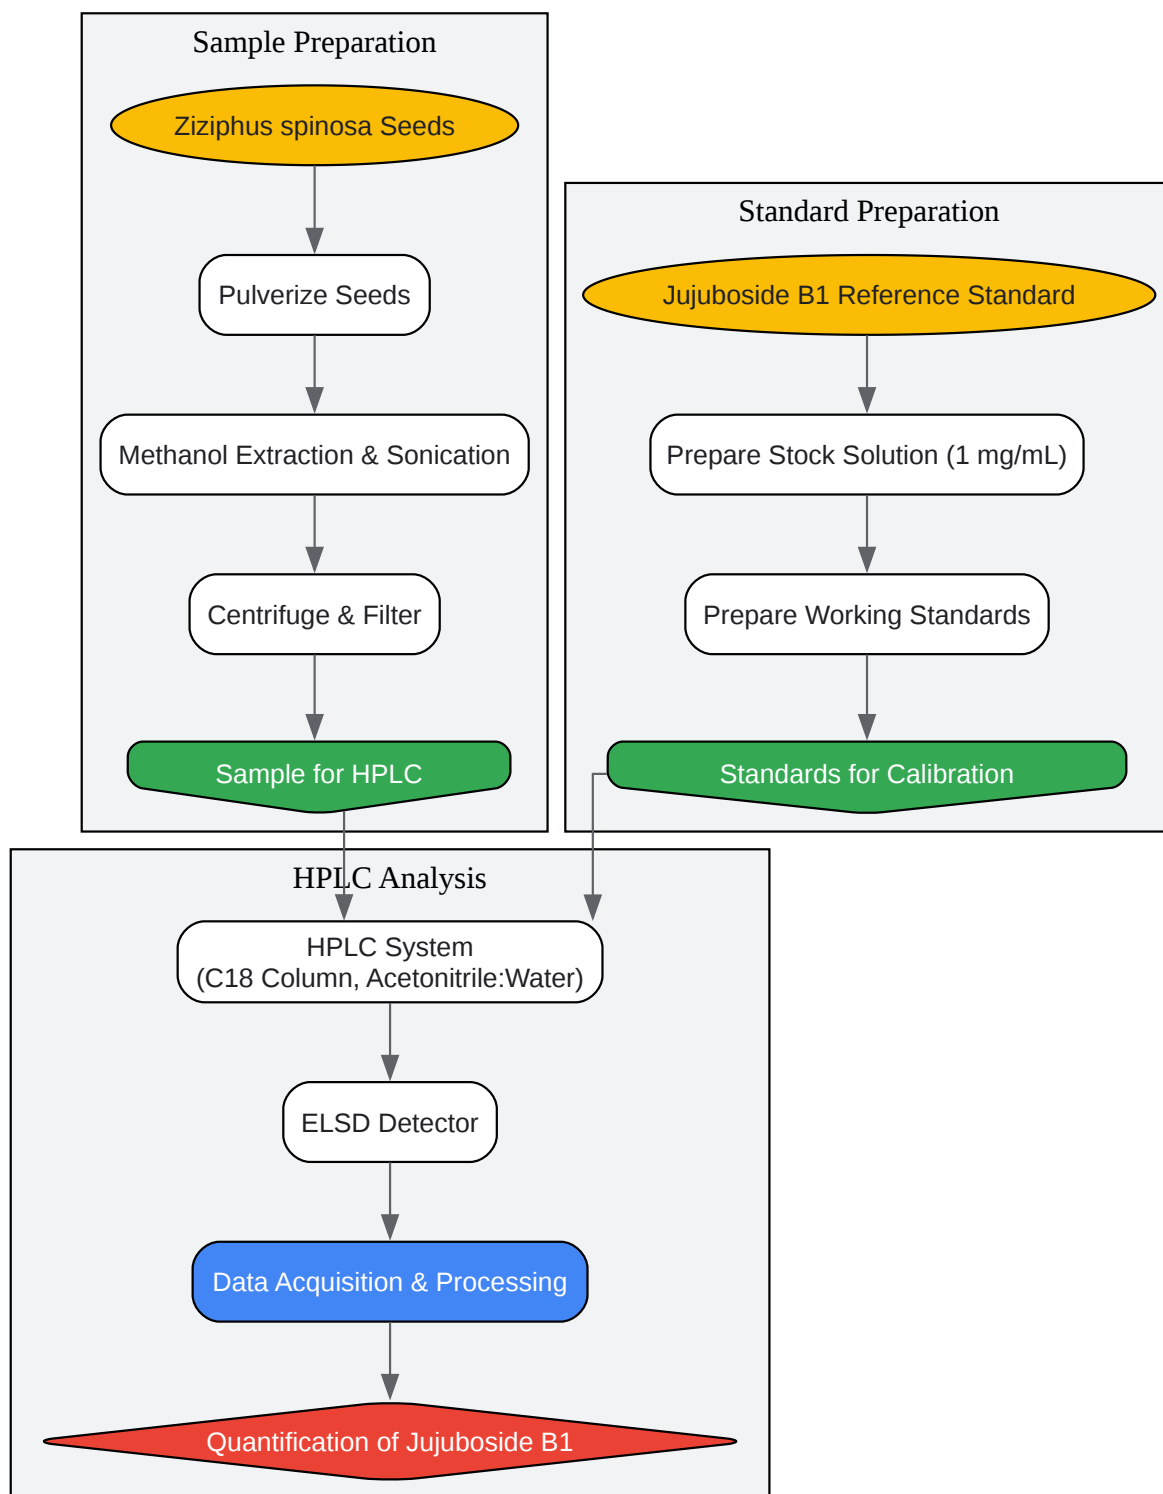 Sample Preparation
Ziziphus spinosa Seeds
Pulverize Seeds
Methanol Extraction & Sonication
Centrifuge & Filter
Sample for HPLC
Standard Preparation
Jujuboside B1 Reference Standard
Prepare Stock Solution (1 mg/mL)
Prepare Working Standards
Standards for Calibration
HPLC Analysis
HPLC System
(C18 Column, Acetonitrile:Water)
ELSD Detector
Data Acquisition & Processing
Quantification of Jujuboside B1